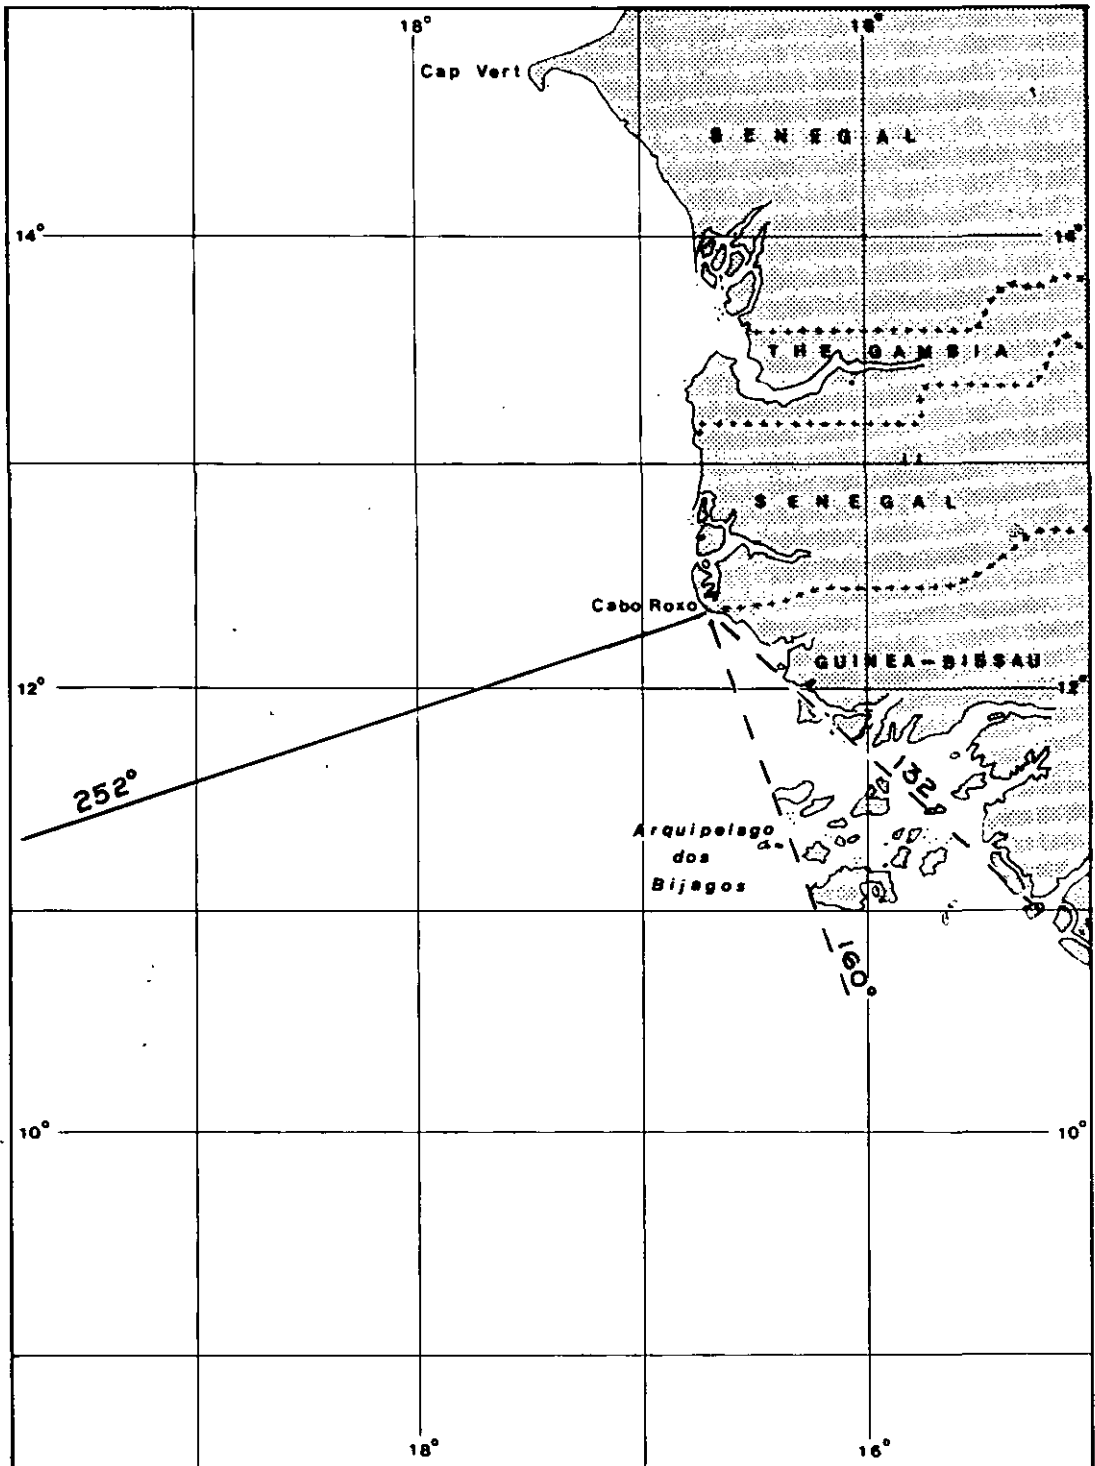 18°
16°
Cap Vert
SENEGAL
14°
14°
THE GAMBIA
SENEGAL
Cabo Roxo
GUINEA-BISSAU
12°
12°
252°
132
Arquipelago
dos
Bijagos
160°
10°
10°
18°
16°